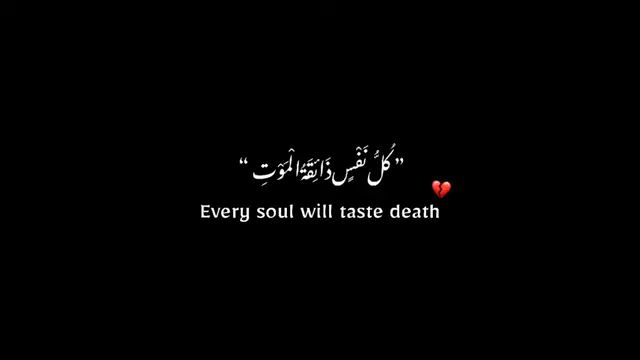 ”كُلُّ نَفْسٍ ذَائِقَةُ الْمَوْتِ“
Every soul will taste death 💔